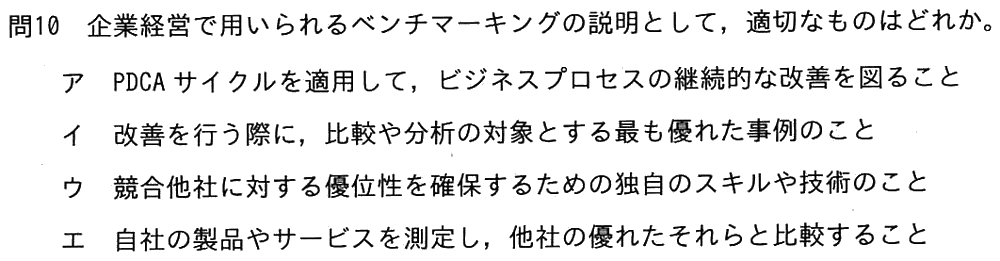 問10 企業経営で用いられるベンチマーキングの説明として，適切なものはどれか。
ア PDCAサイクルを適用して，ビジネスプロセスの継続的な改善を図ること
イ 改善を行う際に，比較や分析の対象とする最も優れた事例のこと
ウ 競合他社に対する優位性を確保するための独自のスキルや技術のこと
エ 自社の製品やサービスを測定し，他社の優れたそれらと比較すること